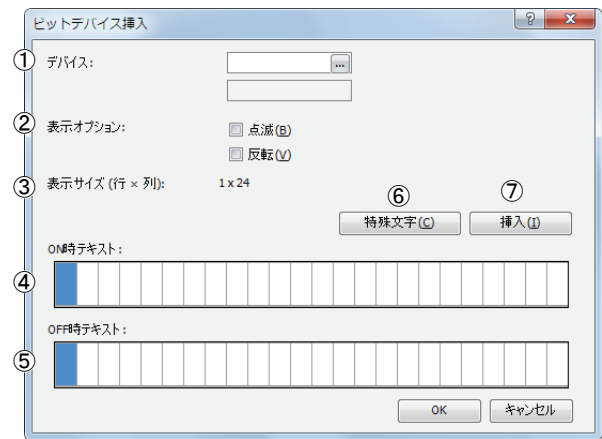 ビットデバイス挿入
?
x
① デバイス: ...
② 表示オプション: 点滅(B)
反転(V)
③ 表示サイズ (行 × 列): 1 x 24
⑥ ⑦
特殊文字(C) 挿入(I)
ON時テキスト:
④
OFF時テキスト:
⑤
OK キャンセル